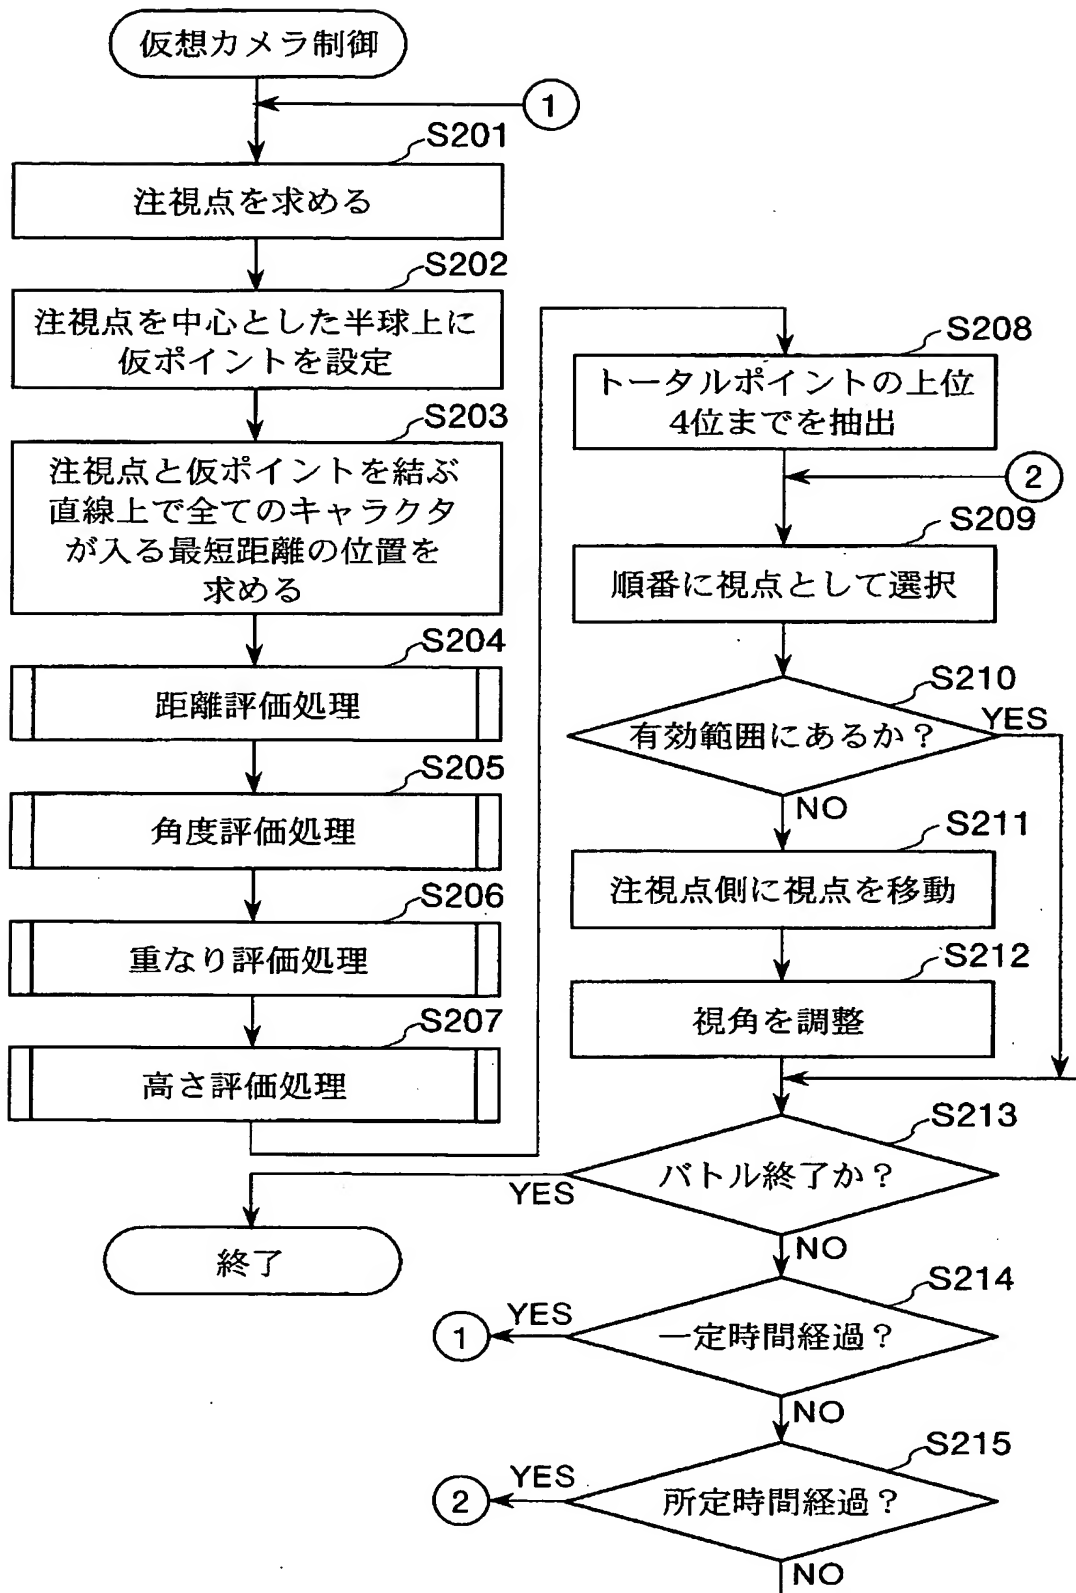 仮想カメラ制御
1
S201
注視点を求める
S202
注視点を中心とした半球上に
仮ポイントを設定
S203
注視点と仮ポイントを結ぶ
直線上で全てのキャラクタ
が入る最短距離の位置を
求める
S204
距離評価処理
S205
角度評価処理
S206
重なり評価処理
S207
高さ評価処理
S208
トータルポイントの上位
4位までを抽出
2
S209
順番に視点として選択
S210
有効範囲にあるか？
YES
NO
S211
注視点側に視点を移動
S212
視角を調整
S213
バトル終了か？
YES
終了
NO
S214
一定時間経過？
YES
1
NO
S215
所定時間経過？
YES
2
NO